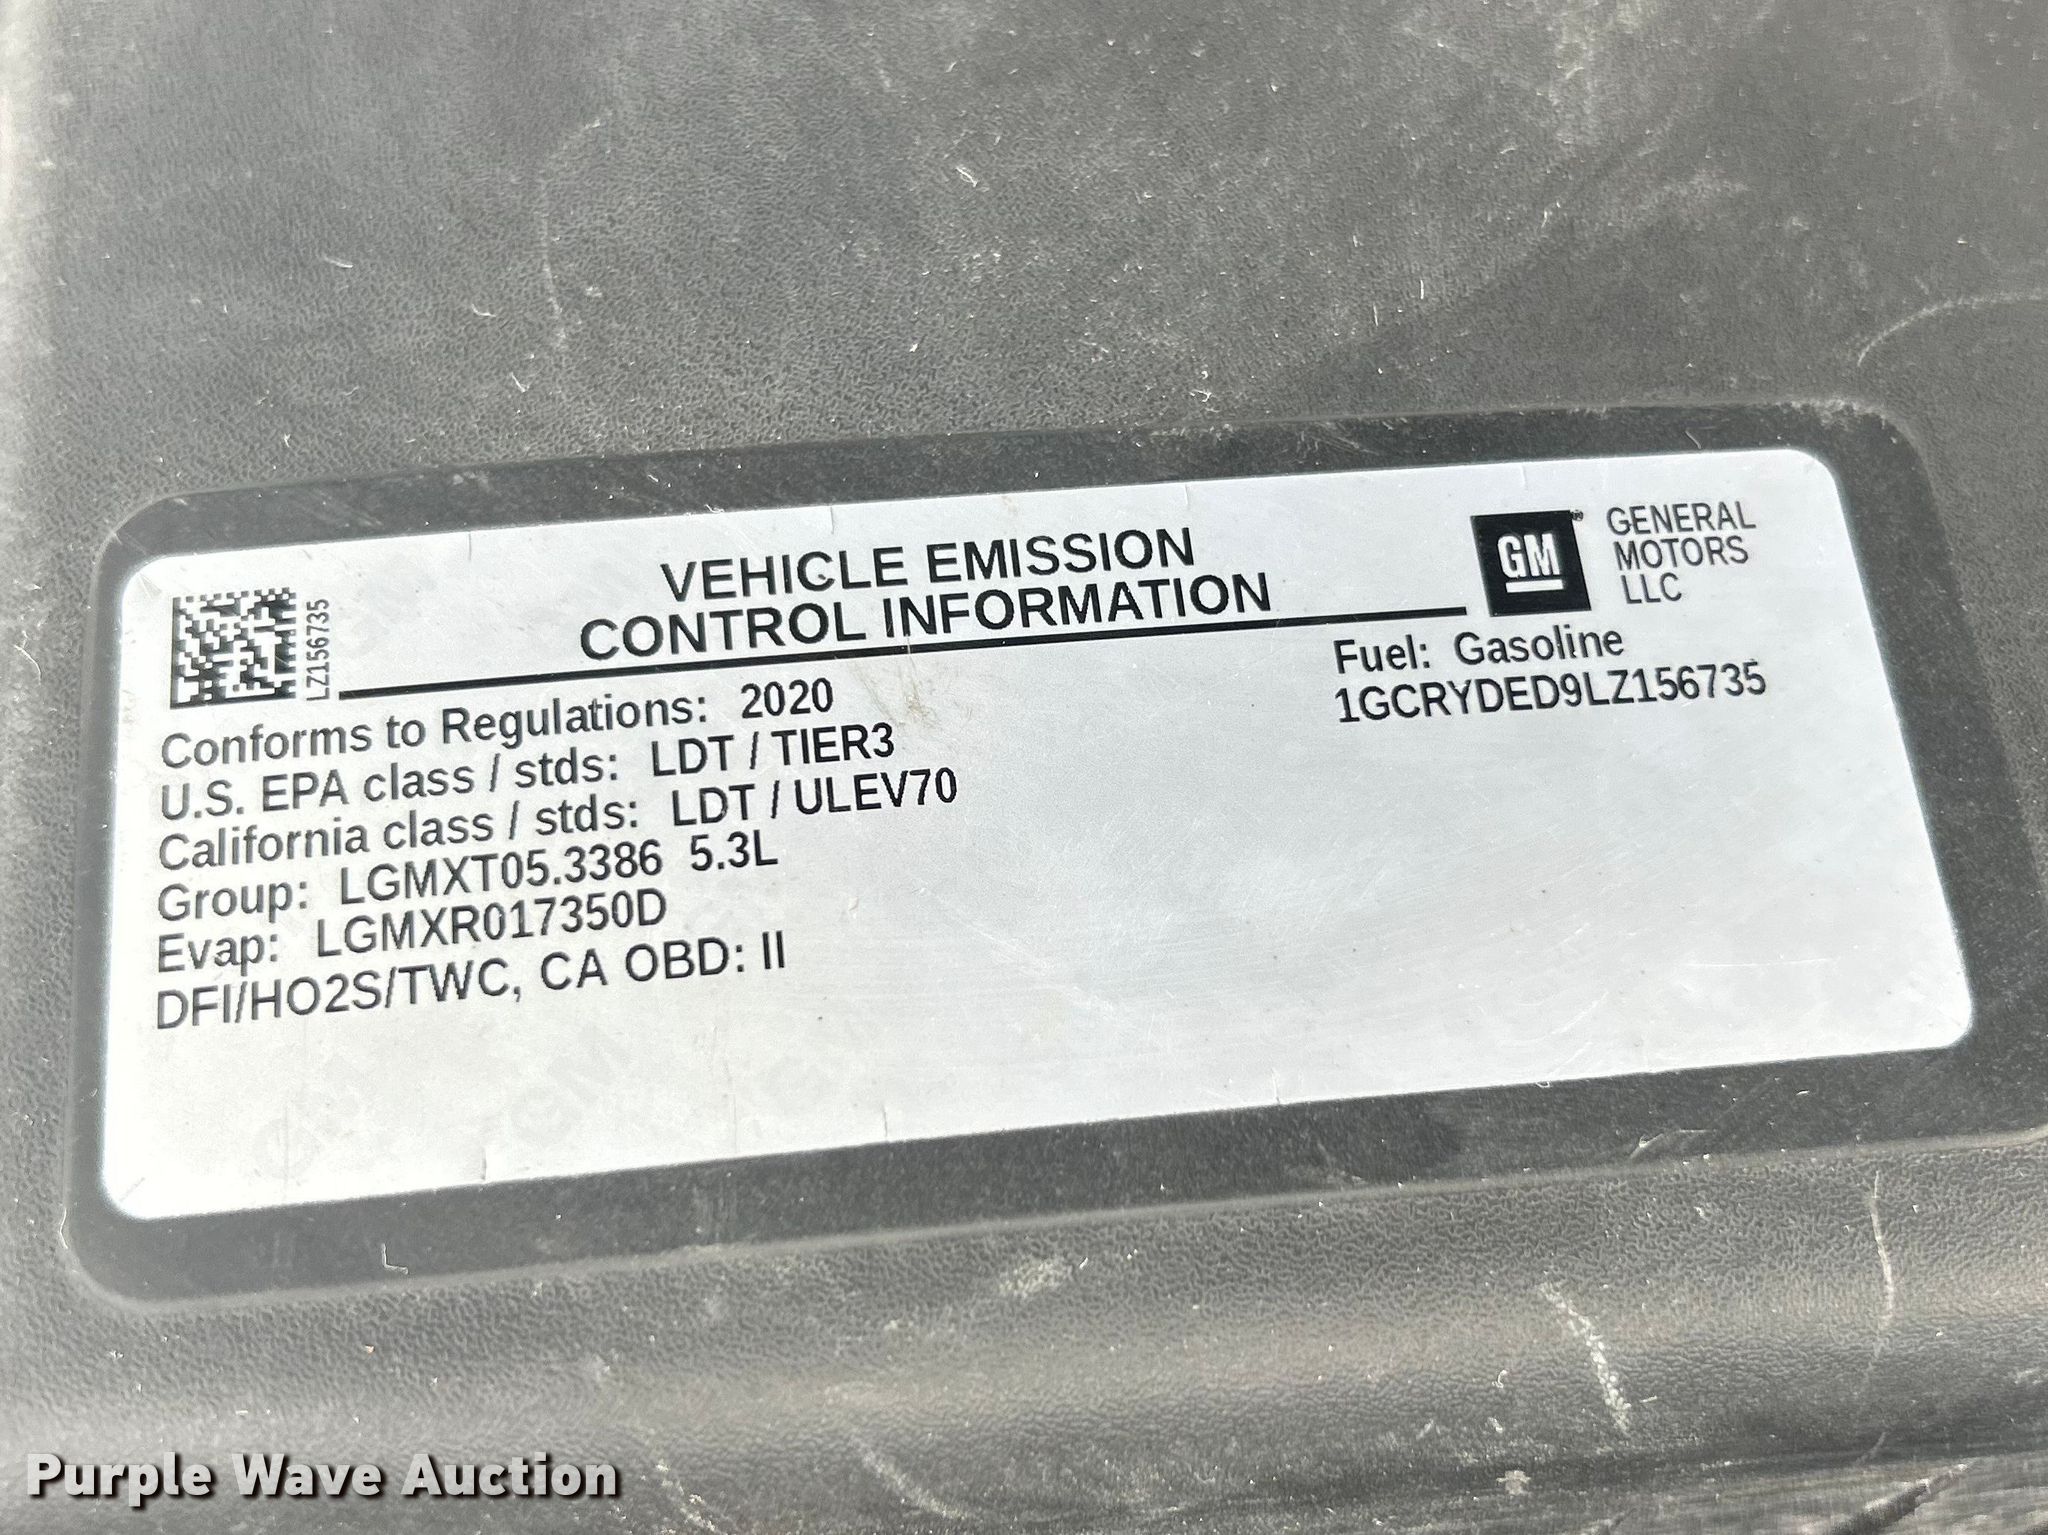 VEHICLE EMISSION
CONTROL INFORMATION
GM
GENERAL
MOTORS
LLC
LZ156735
Conforms to Regulations: 2020
U.S. EPA class / stds: LDT / TIER3
California class / stds: LDT / ULEV70
Group: LGMXT05.3386 5.3L
Evap: LGMXR017350D
DFI/HO2S/TWC, CA OBD: II
Fuel: Gasoline
1GCRYDED9LZ156735
Purple Wave Auction